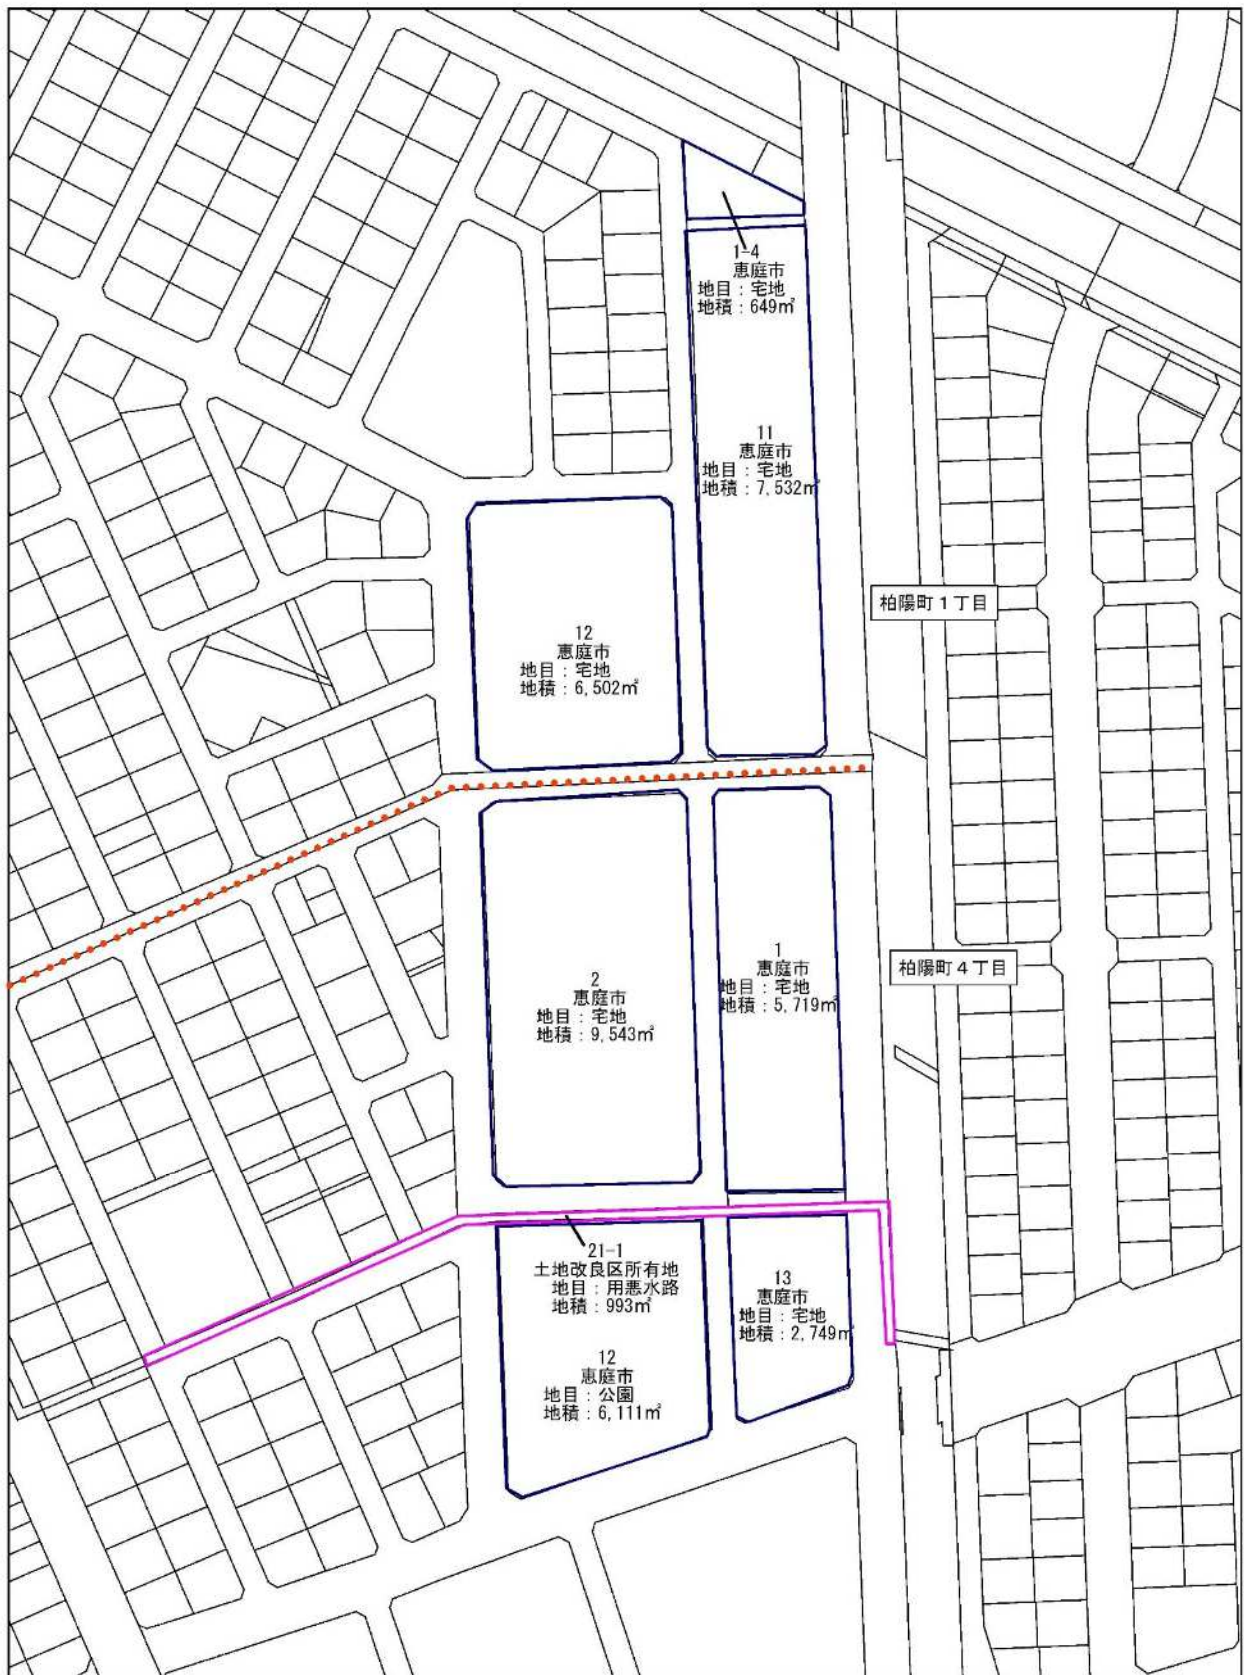 1-4
恵庭市
地目：宅地
地積：649㎡
11
恵庭市
地目：宅地
地積：7,532㎡
柏陽町１丁目
12
恵庭市
地目：宅地
地積：6,502㎡
1
恵庭市
地目：宅地
地積：5,719㎡
柏陽町４丁目
2
恵庭市
地目：宅地
地積：9,543㎡
21-1
土地改良区所有地
地目：用悪水路
地積：993㎡
13
恵庭市
地目：宅地
地積：2,749㎡
12
恵庭市
地目：公園
地積：6,111㎡